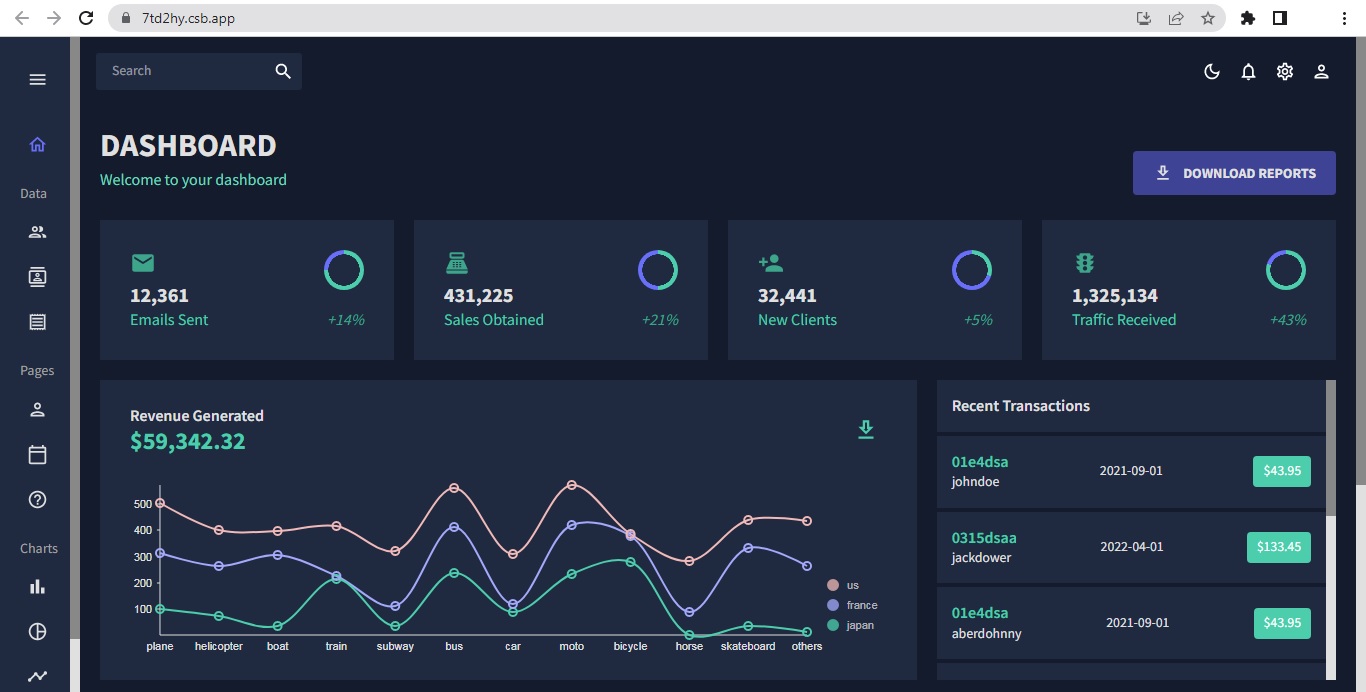 7td2hy.csb.app
Search
DASHBOARD
Welcome to your dashboard
DOWNLOAD REPORTS
Data
Pages
Charts
12,361
Emails Sent
+14%
431,225
Sales Obtained
+21%
32,441
New Clients
+5%
1,325,134
Traffic Received
+43%
Revenue Generated
$59,342.32
500
400
300
200
100
plane helicopter boat train subway bus car moto bicycle horse skateboard others
us
france
japan
Recent Transactions
01e4dsa
johndoe
2021-09-01
$43.95
0315dsaa
jackdower
2022-04-01
$133.45
01e4dsa
aberdohnny
2021-09-01
$43.95